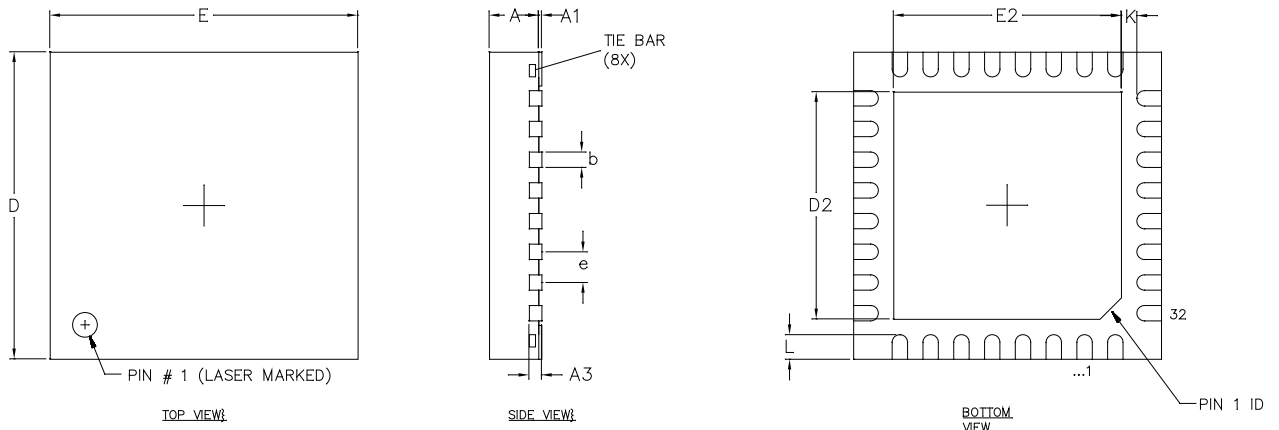 E
A
A1
E2
K
TIE BAR
(8X)
b
D
D2
e
32
L
A3
...1
PIN # 1 (LASER MARKED)
PIN 1 ID
TOP VIEW}
SIDE VIEW}
BOTTOM
VIEW